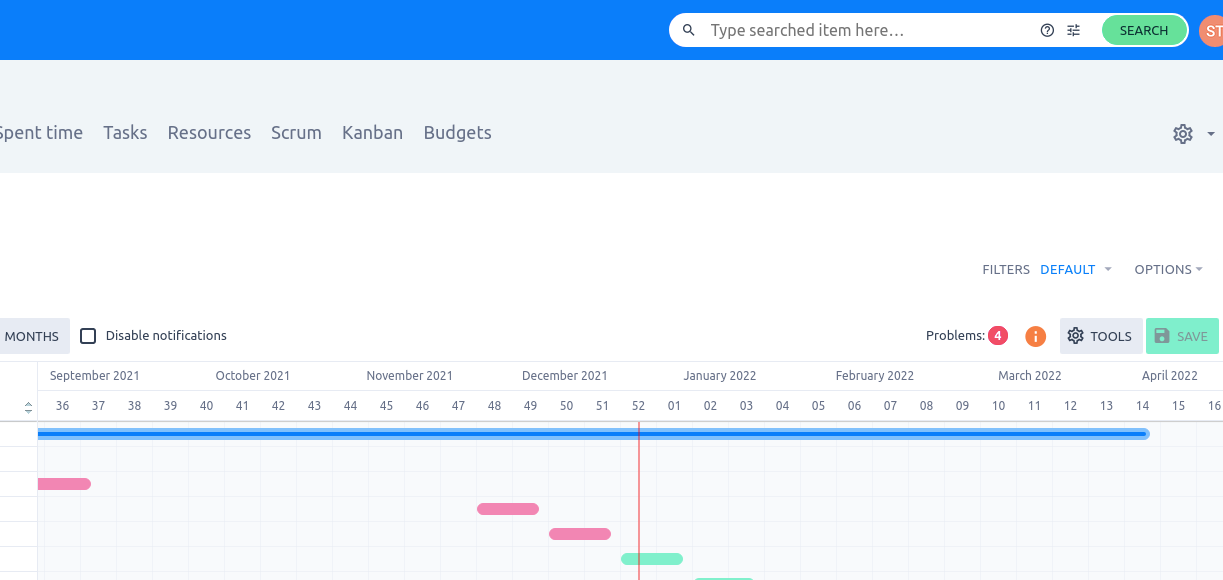 Type searched item here… SEARCH ST
Spent time Tasks Resources Scrum Kanban Budgets
FILTERS DEFAULT OPTIONS
MONTHS Disable notifications Problems: 4 i TOOLS SAVE
September 2021 October 2021 November 2021 December 2021 January 2022 February 2022 March 2022 April 2022
36 37 38 39 40 41 42 43 44 45 46 47 48 49 50 51 52 01 02 03 04 05 06 07 08 09 10 11 12 13 14 15 16